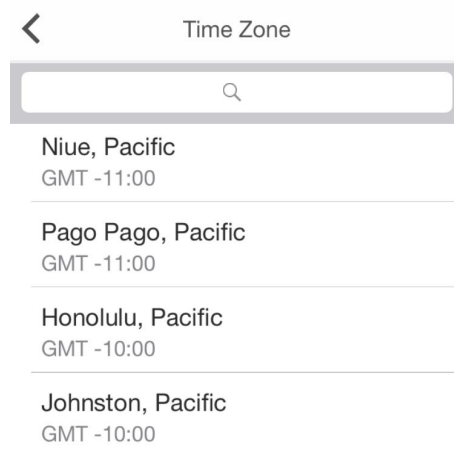 Time Zone
Niue, Pacific
GMT -11:00
Pago Pago, Pacific
GMT -11:00
Honolulu, Pacific
GMT -10:00
Johnston, Pacific
GMT -10:00